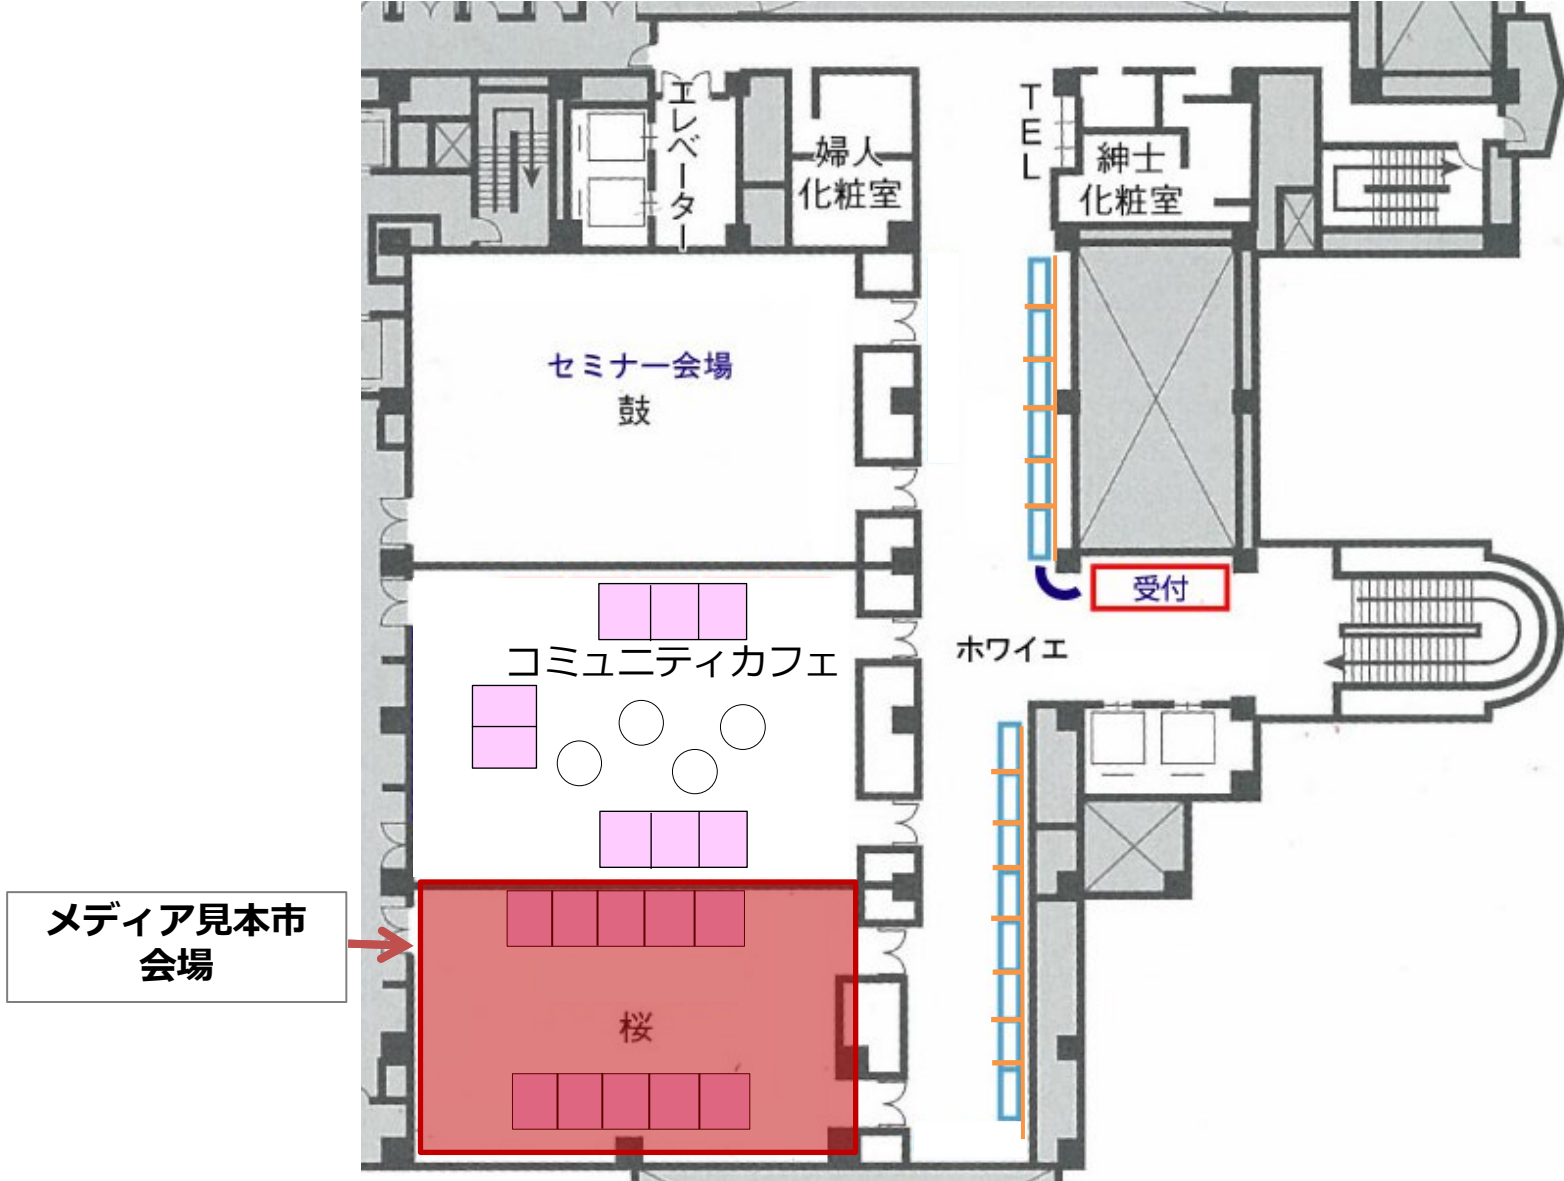 エレベーター
婦人
化粧室
TEL
紳士
化粧室
セミナー会場
鼓
受付
ホワイエ
コミュニティカフェ
メディア見本市
会場
桜